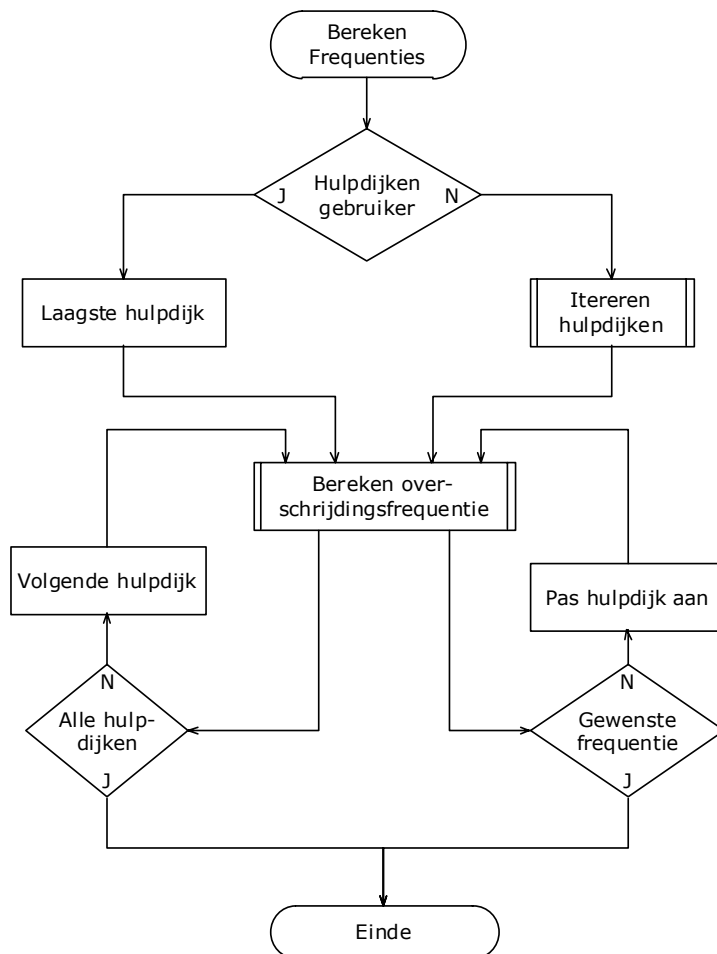 Bereken
Frequenties
Hulpdijken
gebruiker
J
N
Laagste hulpdijk
Itereren
hulpdijken
Bereken over-
schrijdingsfrequentie
Volgende hulpdijk
Pas hulpdijk aan
N
Alle hulp-
dijken
J
N
Gewenste
frequentie
J
Einde